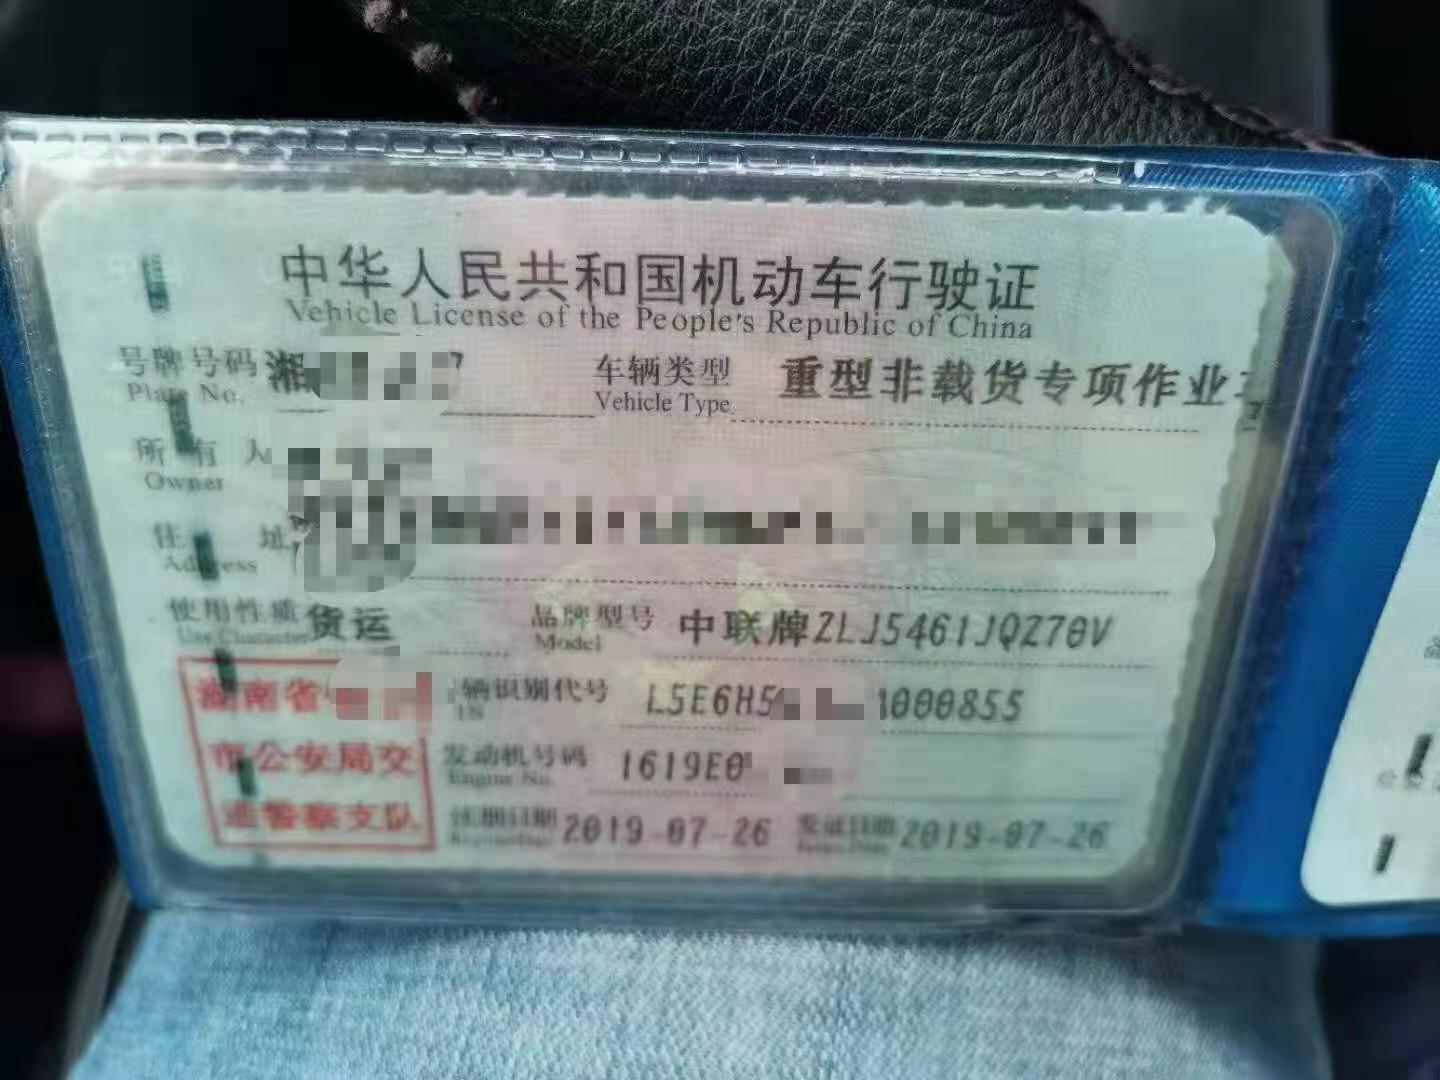 中华人民共和国机动车行驶证
Vehicle License of the People's Republic of China
号牌号码 湘 7 车辆类型 重型非载货专项作业
Plate No. Vehicle Type
所有人
Owner
住址
Address
使用性质 货运 品牌型号 中联牌ZLJ5461JQZ70V
Use Character Model
湖南省 辆识别代号 L5E6H5 000855
市公安局交 发动机号码 1619E0
Engine No.
通警察支队 注册日期 2019-07-26 发证日期 2019-07-26